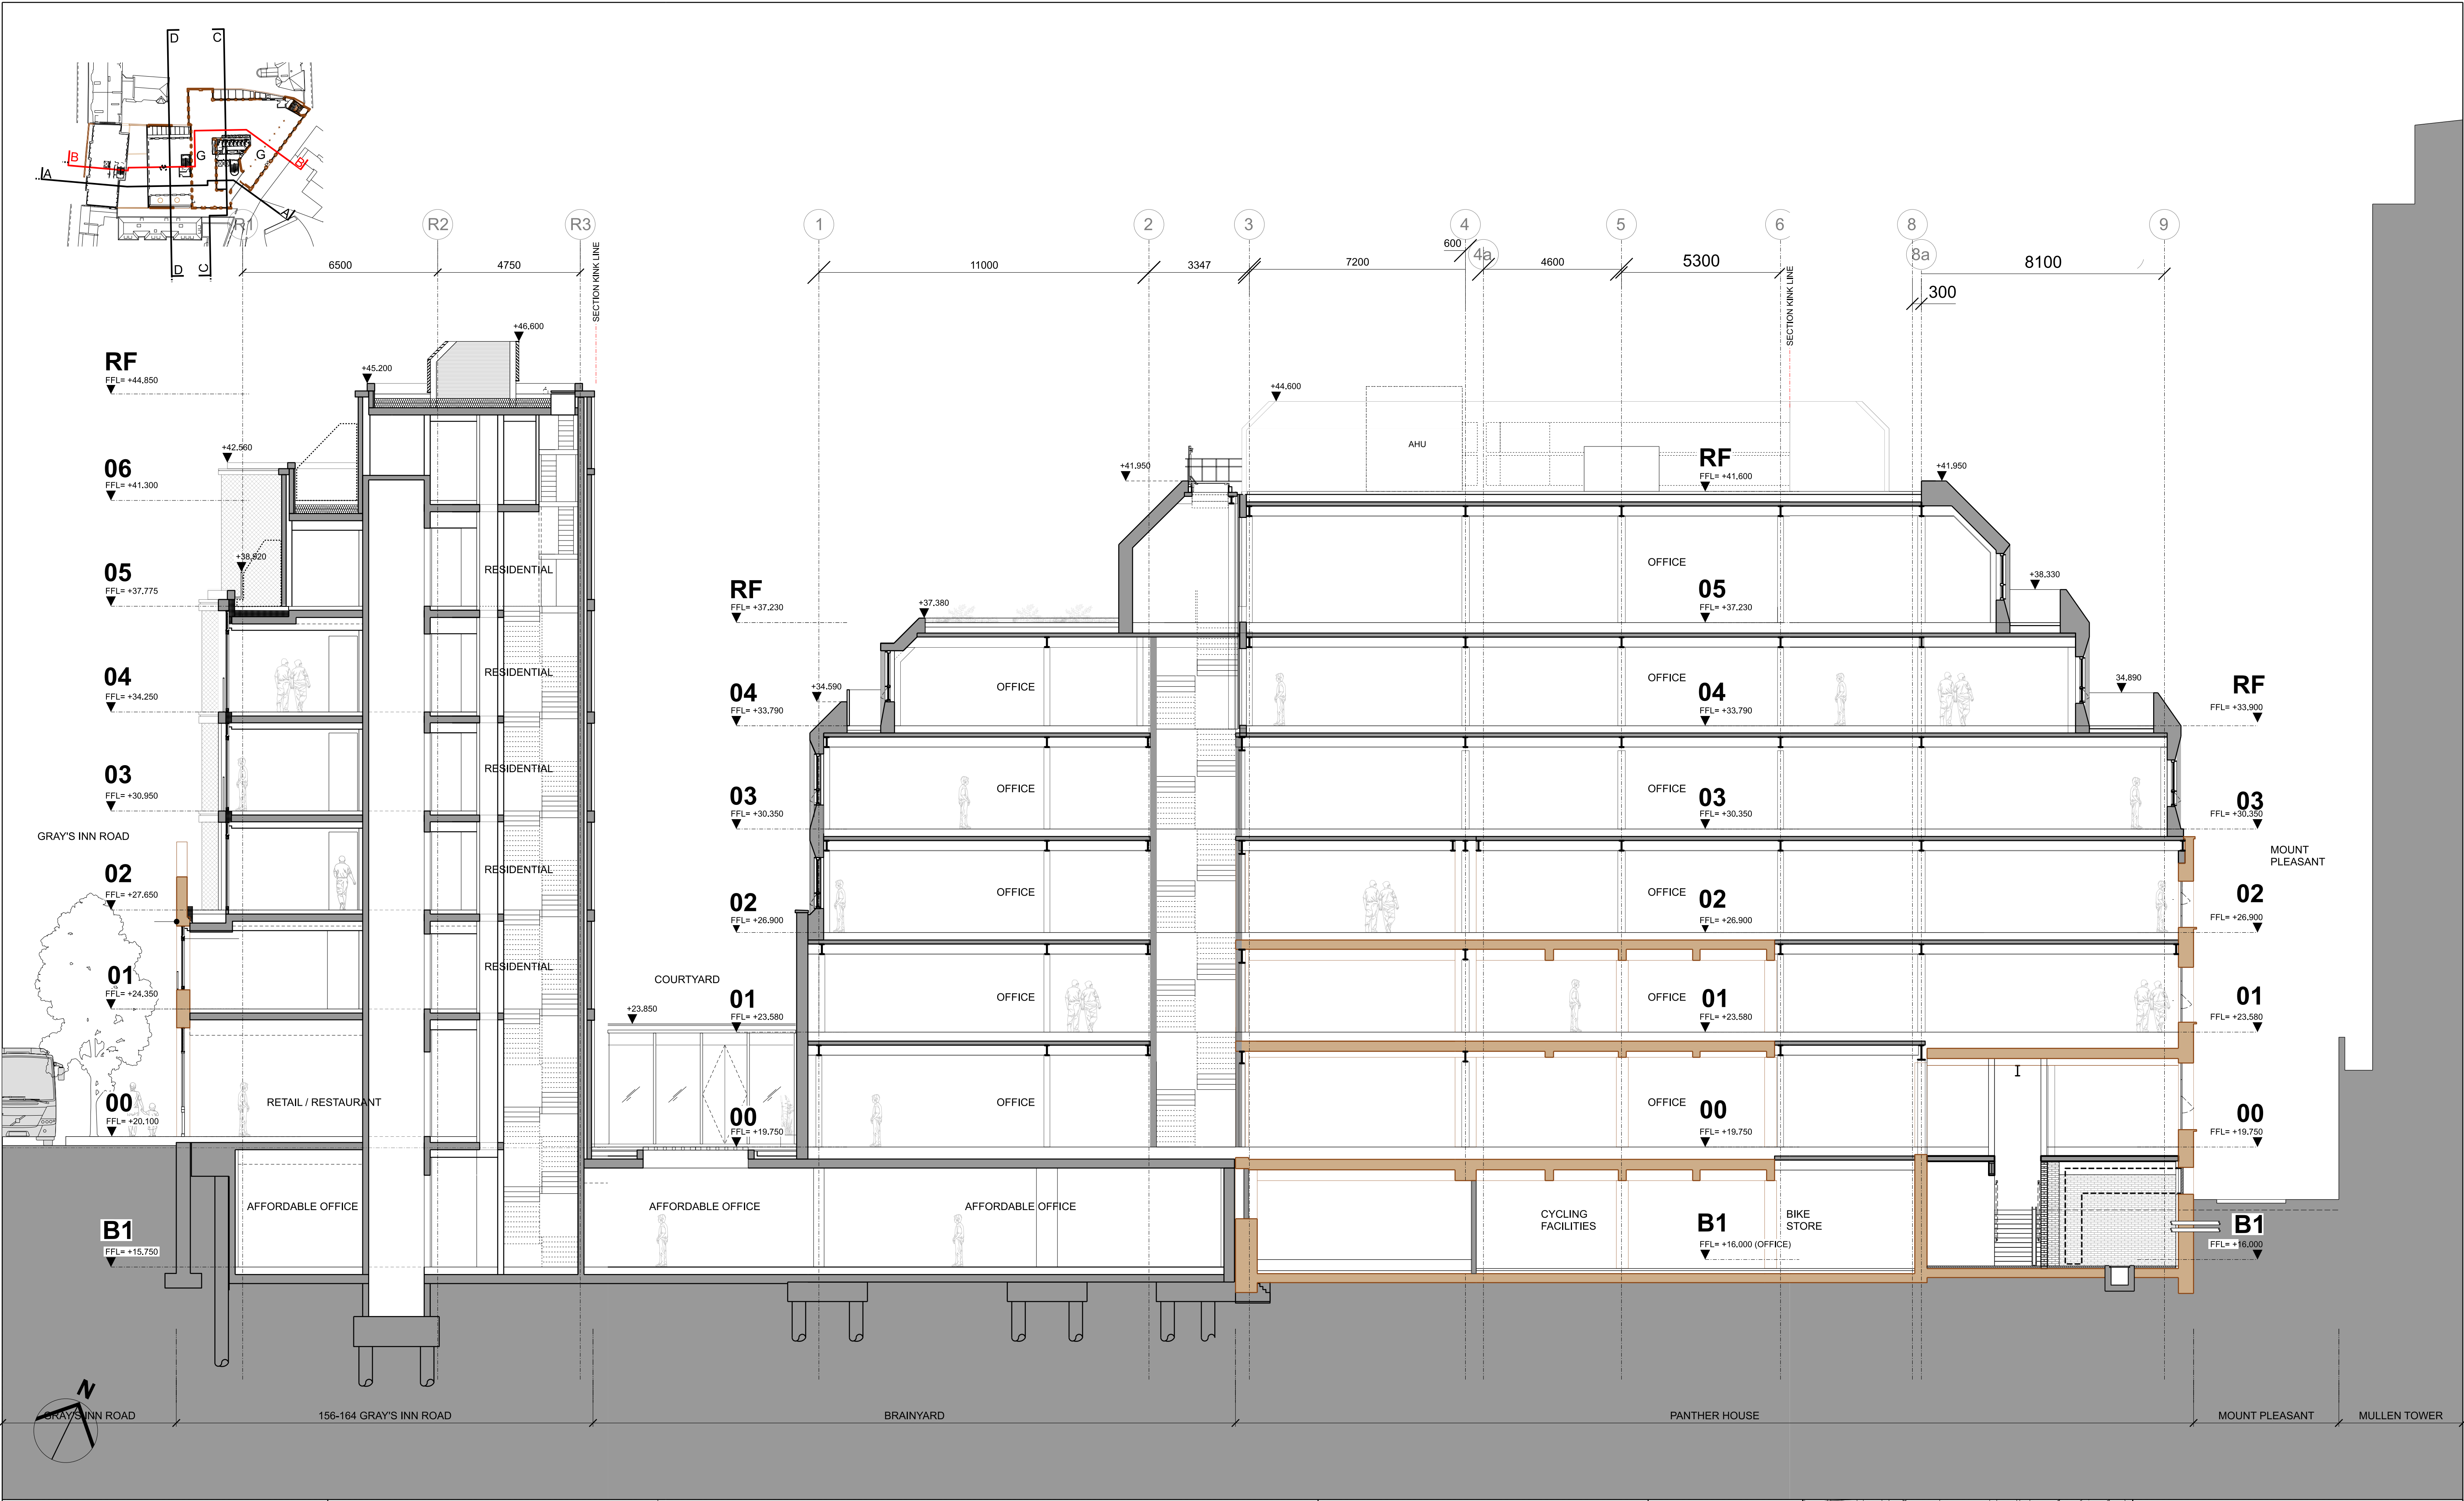 D
C
B
G
G
B
A
A
D
C
R1
R2
R3
1
2
3
4
4a
5
6
8
8a
9
6500
4750
11000
3347
7200
600
4600
5300
300
8100
SECTION KINK LINE
SECTION KINK LINE
+46,600
+45.200
+42,560
+38,920
RF
FFL= +44,850
06
FFL= +41.300
05
FFL= +37.775
04
FFL= +34.250
03
FFL= +30,950
GRAY'S INN ROAD
02
FFL= +27.650
01
FFL= +24,350
00
FFL= +20,100
B1
FFL= +15,750
RESIDENTIAL
RESIDENTIAL
RESIDENTIAL
RESIDENTIAL
RESIDENTIAL
RETAIL / RESTAURANT
AFFORDABLE OFFICE
COURTYARD
+23.850
RF
FFL= +37.230
04
FFL= +33.790
03
FFL= +30.350
02
FFL= +26.900
01
FFL= +23,580
00
FFL= +19.750
+41.950
+37.380
+34.590
OFFICE
OFFICE
OFFICE
OFFICE
OFFICE
AFFORDABLE OFFICE
AFFORDABLE OFFICE
+44,600
AHU
RF
FFL= +41,600
+41.950
+38.330
34,890
OFFICE
05
FFL= +37.230
OFFICE
04
FFL= +33.790
OFFICE
03
FFL= +30.350
OFFICE
02
FFL= +26.900
OFFICE
01
FFL= +23,580
OFFICE
00
FFL= +19.750
CYCLING
FACILITIES
B1
FFL= +16,000 (OFFICE)
BIKE
STORE
RF
FFL= +33,900
03
FFL= +30.350
MOUNT
PLEASANT
02
FFL= +26.900
01
FFL= +23.580
00
FFL= +19.750
B1
FFL= +16.000
N
GRAY'S INN ROAD
156-164 GRAY'S INN ROAD
BRAINYARD
PANTHER HOUSE
MOUNT PLEASANT
MULLEN TOWER